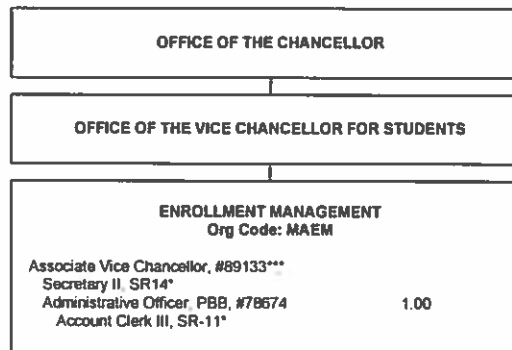 OFFICE OF THE CHANCELLOR
OFFICE OF THE VICE CHANCELLOR FOR STUDENTS
ENROLLMENT MANAGEMENT
Org Code: MAEM
Associate Vice Chancellor, #89133***
Secretary II, SR14*
Administrative Officer, PBB, #78674 1.00
Account Clerk III, SR-11*